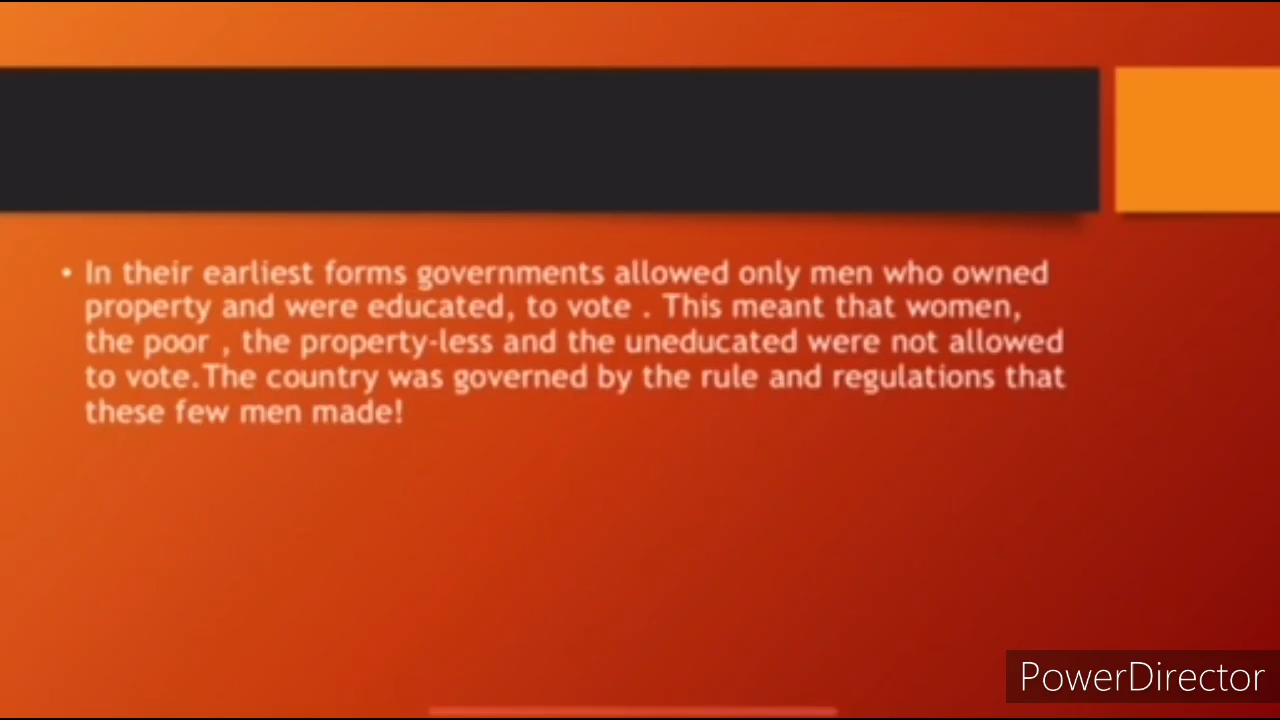 • In their earliest forms governments allowed only men who owned
property and were educated, to vote . This meant that women,
the poor , the property-less and the uneducated were not allowed
to vote.The country was governed by the rule and regulations that
these few men made!
PowerDirector